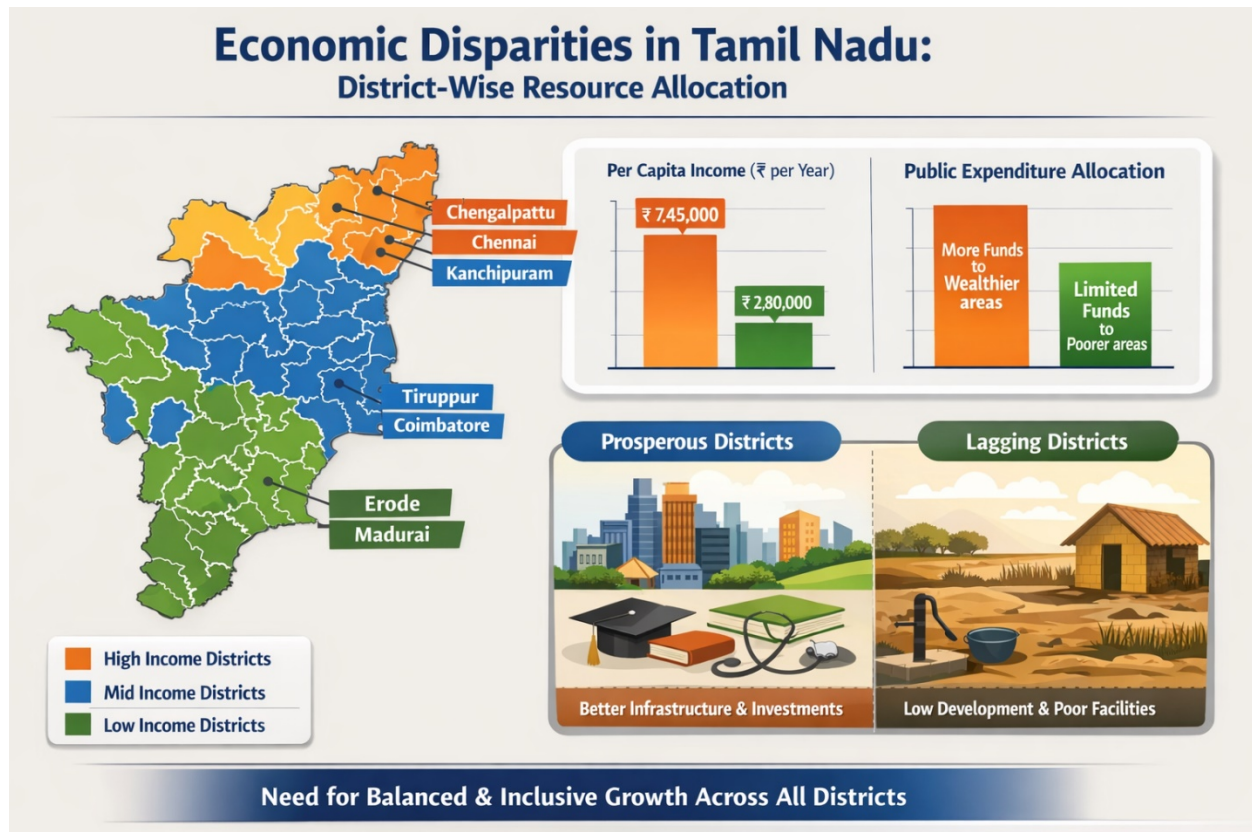 Economic Disparities in Tamil Nadu:
District-Wise Resource Allocation
Chengalpattu
Chennai
Kanchipuram
Tiruppur
Coimbatore
Erode
Madurai
High Income Districts
Mid Income Districts
Low Income Districts
Per Capita Income (₹ per Year)
₹ 7,45,000
₹ 2,80,000
Public Expenditure Allocation
More Funds
to
Wealthier
areas
Limited
Funds
to
Poorer areas
Prosperous Districts
Better Infrastructure & Investments
Lagging Districts
Low Development & Poor Facilities
Need for Balanced & Inclusive Growth Across All Districts